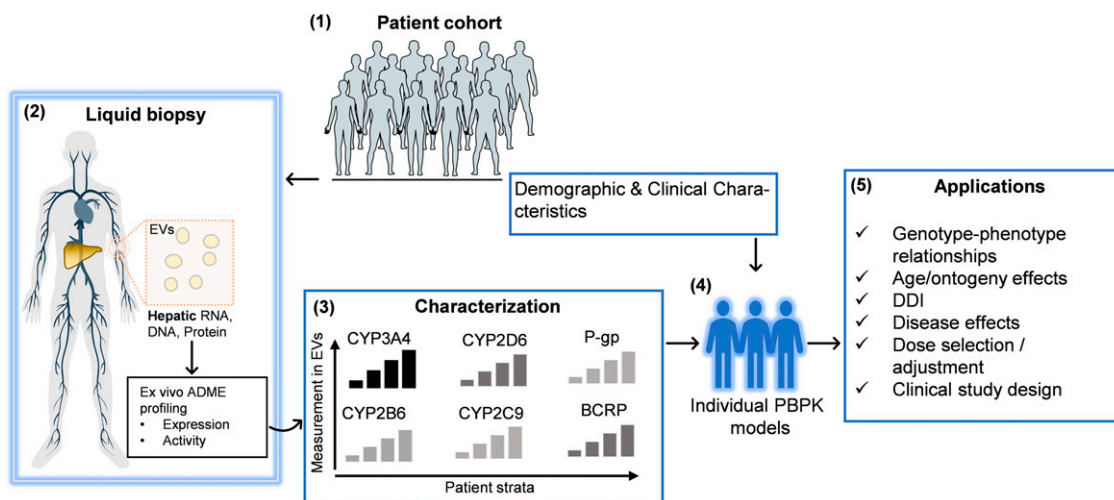 (1)
Patient cohort
(2)
Liquid biopsy
EVs
Hepatic RNA,
DNA, Protein
Ex vivo ADME
profiling
• Expression
• Activity
Demographic & Clinical Chara-
cteristics
(3)
Characterization
Measurement in EVs
CYP3A4
CYP2D6
P-gp
CYP2B6
CYP2C9
BCRP
Patient strata
(4)
Individual PBPK
models
(5)
Applications
✓ Genotype-phenotype
relationships
✓ Age/ontogeny effects
✓ DDI
✓ Disease effects
✓ Dose selection /
adjustment
✓ Clinical study design